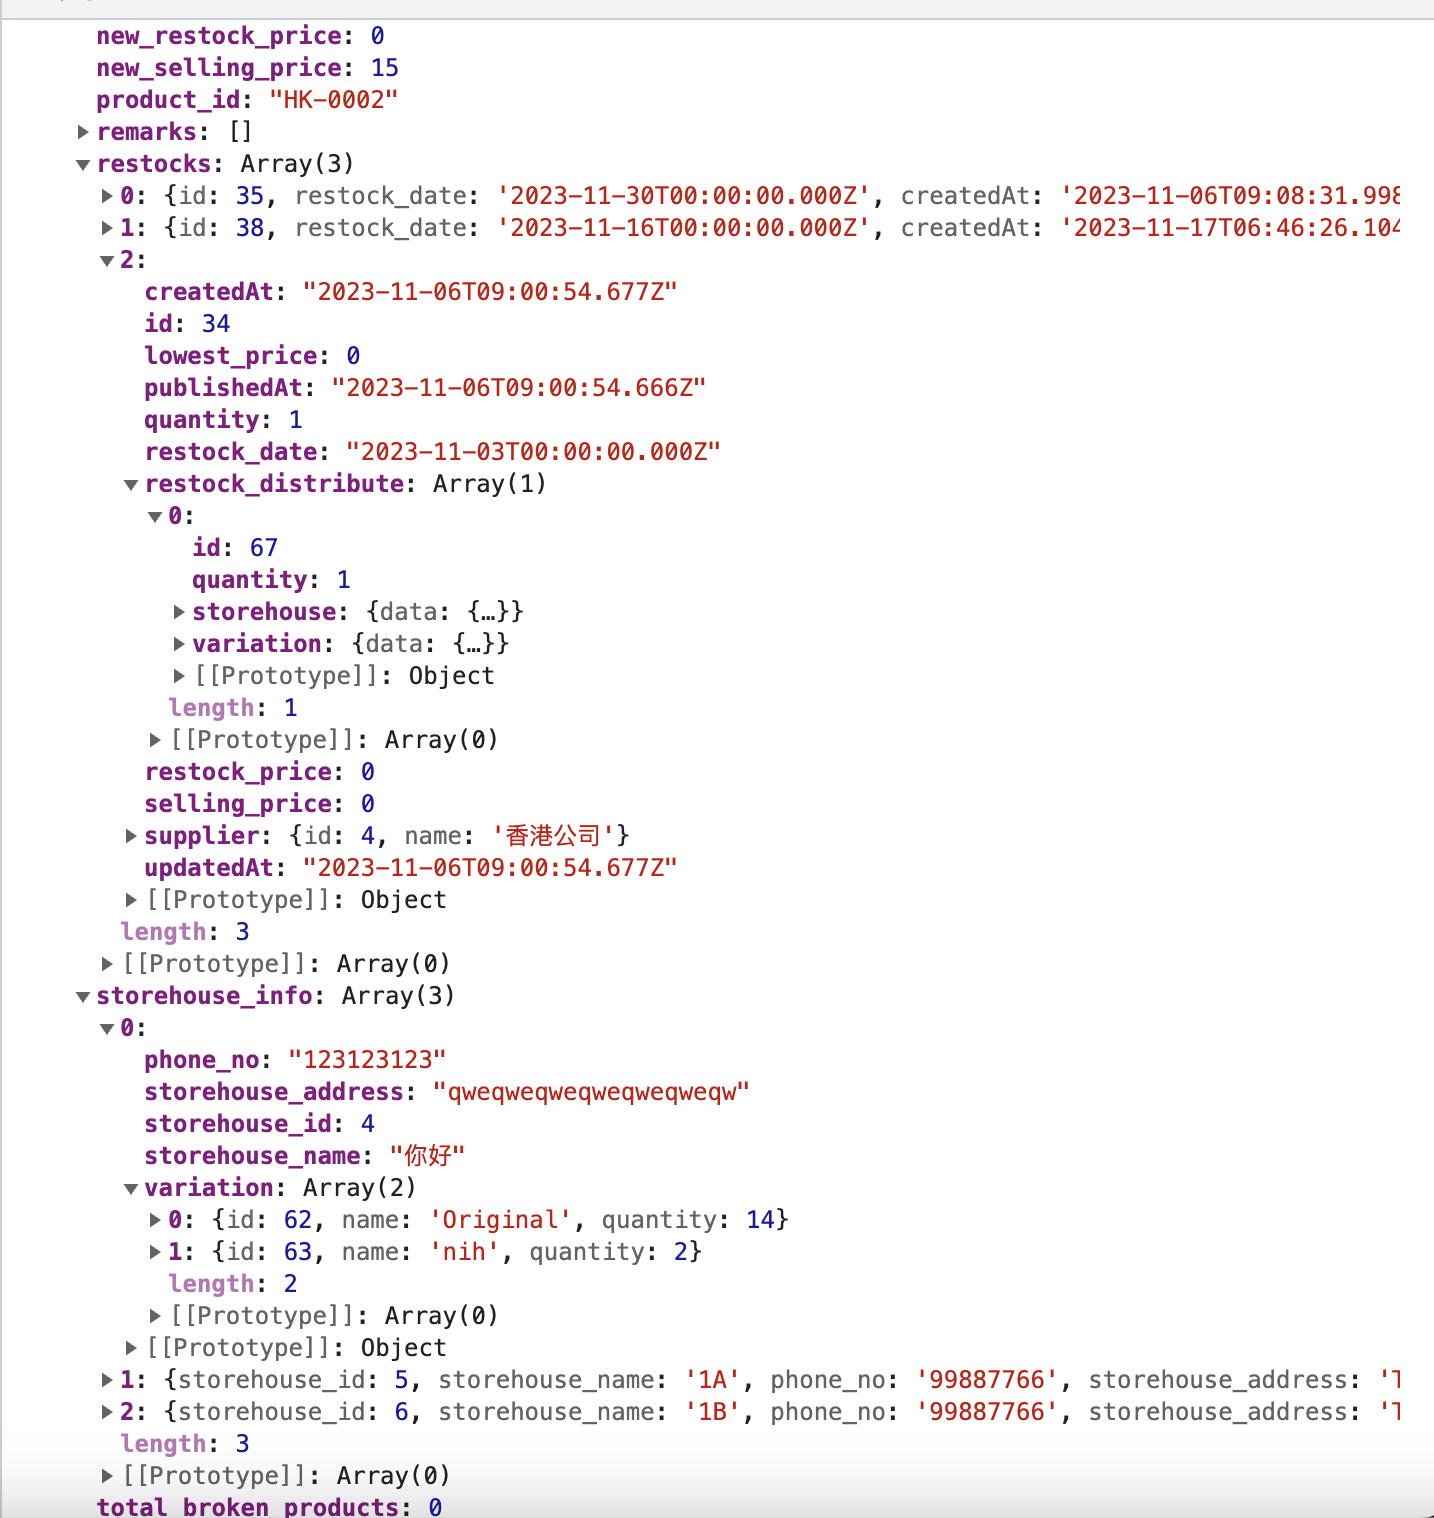 new_restock_price: 0
new_selling_price: 15
product_id: "HK-0002"
remarks: []
restocks: Array(3)
0: {id: 35, restock_date: '2023-11-30T00:00:00.000Z', createdAt: '2023-11-06T09:08:31.998
1: {id: 38, restock_date: '2023-11-16T00:00:00.000Z', createdAt: '2023-11-17T06:46:26.104
2:
createdAt: "2023-11-06T09:00:54.677Z"
id: 34
lowest_price: 0
publishedAt: "2023-11-06T09:00:54.666Z"
quantity: 1
restock_date: "2023-11-03T00:00:00.000Z"
restock_distribute: Array(1)
0:
id: 67
quantity: 1
storehouse: {data: {…}}
variation: {data: {…}}
[[Prototype]]: Object
length: 1
[[Prototype]]: Array(0)
restock_price: 0
selling_price: 0
supplier: {id: 4, name: '香港公司'}
updatedAt: "2023-11-06T09:00:54.677Z"
[[Prototype]]: Object
length: 3
[[Prototype]]: Array(0)
storehouse_info: Array(3)
0:
phone_no: "123123123"
storehouse_address: "qweqweqweqweqweqweqw"
storehouse_id: 4
storehouse_name: "你好"
variation: Array(2)
0: {id: 62, name: 'Original', quantity: 14}
1: {id: 63, name: 'nih', quantity: 2}
length: 2
[[Prototype]]: Array(0)
[[Prototype]]: Object
1: {storehouse_id: 5, storehouse_name: '1A', phone_no: '99887766', storehouse_address: 'T
2: {storehouse_id: 6, storehouse_name: '1B', phone_no: '99887766', storehouse_address: 'T
length: 3
[[Prototype]]: Array(0)
total_broken_products: 0